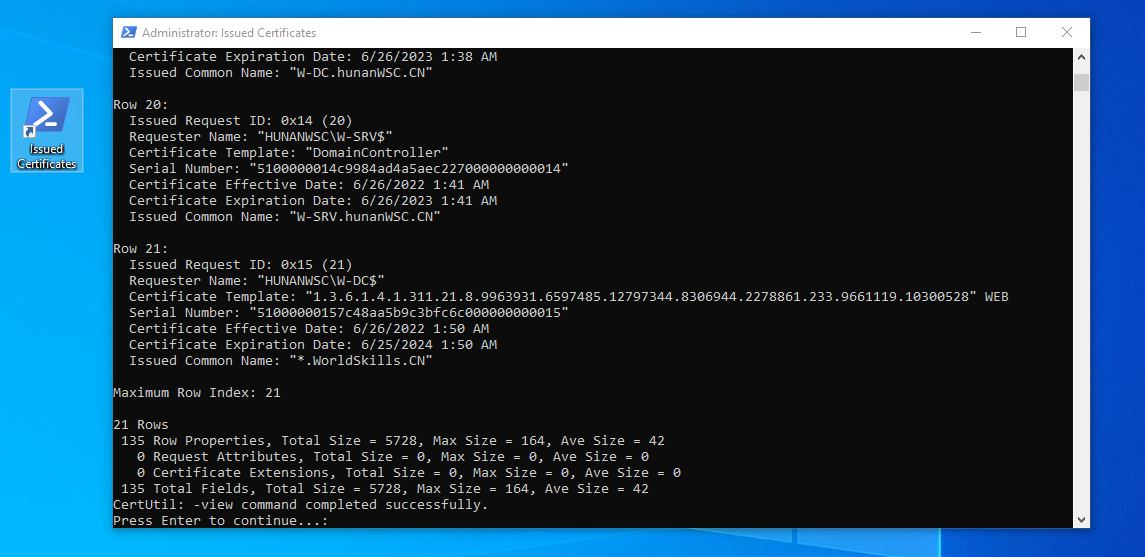 Administrator: Issued Certificates
Certificate Expiration Date: 6/26/2023 1:38 AM
Issued Common Name: "W-DC.hunanWSC.CN"
Row 20:
Issued Request ID: 0x14 (20)
Requester Name: "HUNANWSC\W-SRV$"
Certificate Template: "DomainController"
Serial Number: "5100000014c9984ad4a5aec227000000000014"
Certificate Effective Date: 6/26/2022 1:41 AM
Certificate Expiration Date: 6/26/2023 1:41 AM
Issued Common Name: "W-SRV.hunanWSC.CN"
Row 21:
Issued Request ID: 0x15 (21)
Requester Name: "HUNANWSC\W-DC$"
Certificate Template: "1.3.6.1.4.1.311.21.8.9963931.6597485.12797344.8306944.2278861.233.9661119.10300528" WEB
Serial Number: "51000000157c48aa5b9c3bfc6c000000000015"
Certificate Effective Date: 6/26/2022 1:50 AM
Certificate Expiration Date: 6/25/2024 1:50 AM
Issued Common Name: "*.WorldSkills.CN"
Maximum Row Index: 21
21 Rows
135 Row Properties, Total Size = 5728, Max Size = 164, Ave Size = 42
0 Request Attributes, Total Size = 0, Max Size = 0, Ave Size = 0
0 Certificate Extensions, Total Size = 0, Max Size = 0, Ave Size = 0
135 Total Fields, Total Size = 5728, Max Size = 164, Ave Size = 42
CertUtil: -view command completed successfully.
Press Enter to continue...:
Issued
Certificates